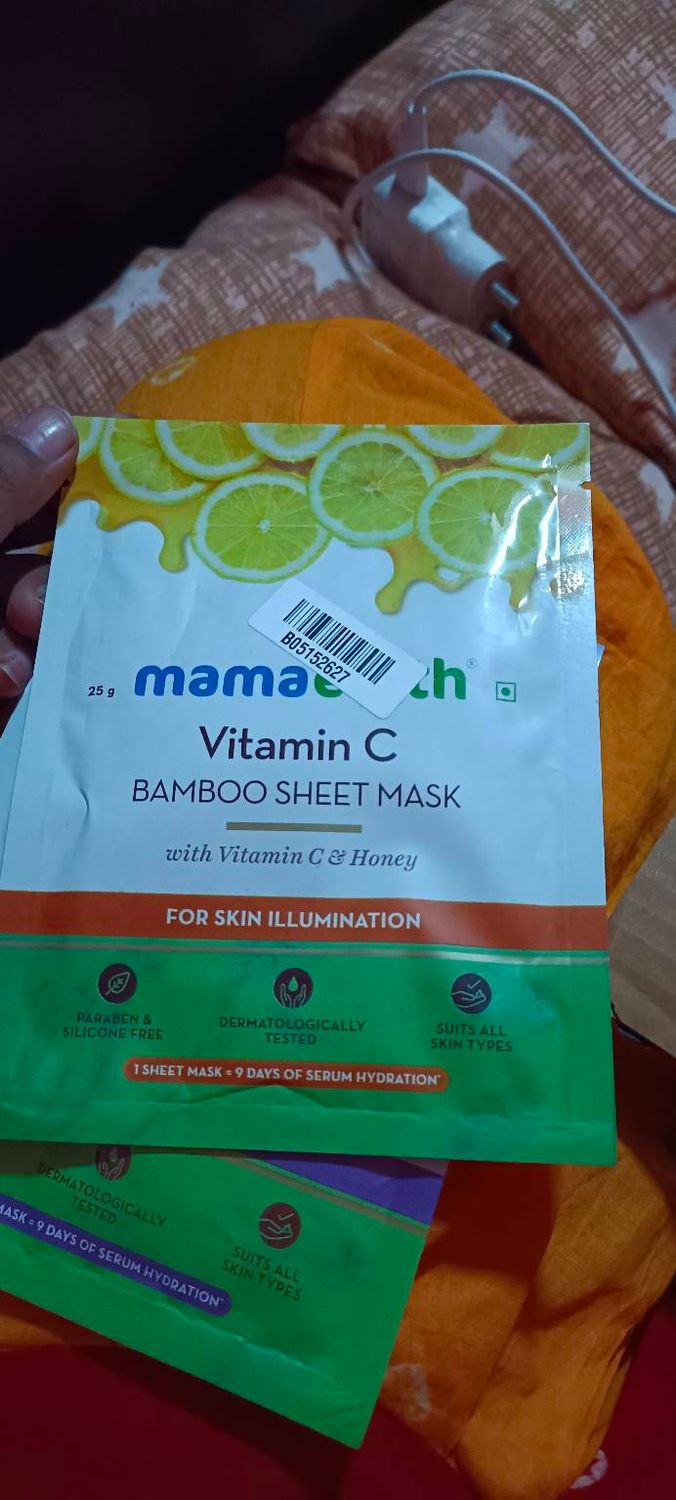 B05152627
25 g
mamaearth®
Vitamin C
BAMBOO SHEET MASK
with Vitamin C & Honey
FOR SKIN ILLUMINATION
PARABEN &
SILICONE FREE
DERMATOLOGICALLY
TESTED
SUITS ALL
SKIN TYPES
1 SHEET MASK = 9 DAYS OF SERUM HYDRATION*
DERMATOLOGICALLY
TESTED
SUITS ALL
SKIN TYPES
MASK = 9 DAYS OF SERUM HYDRATION*